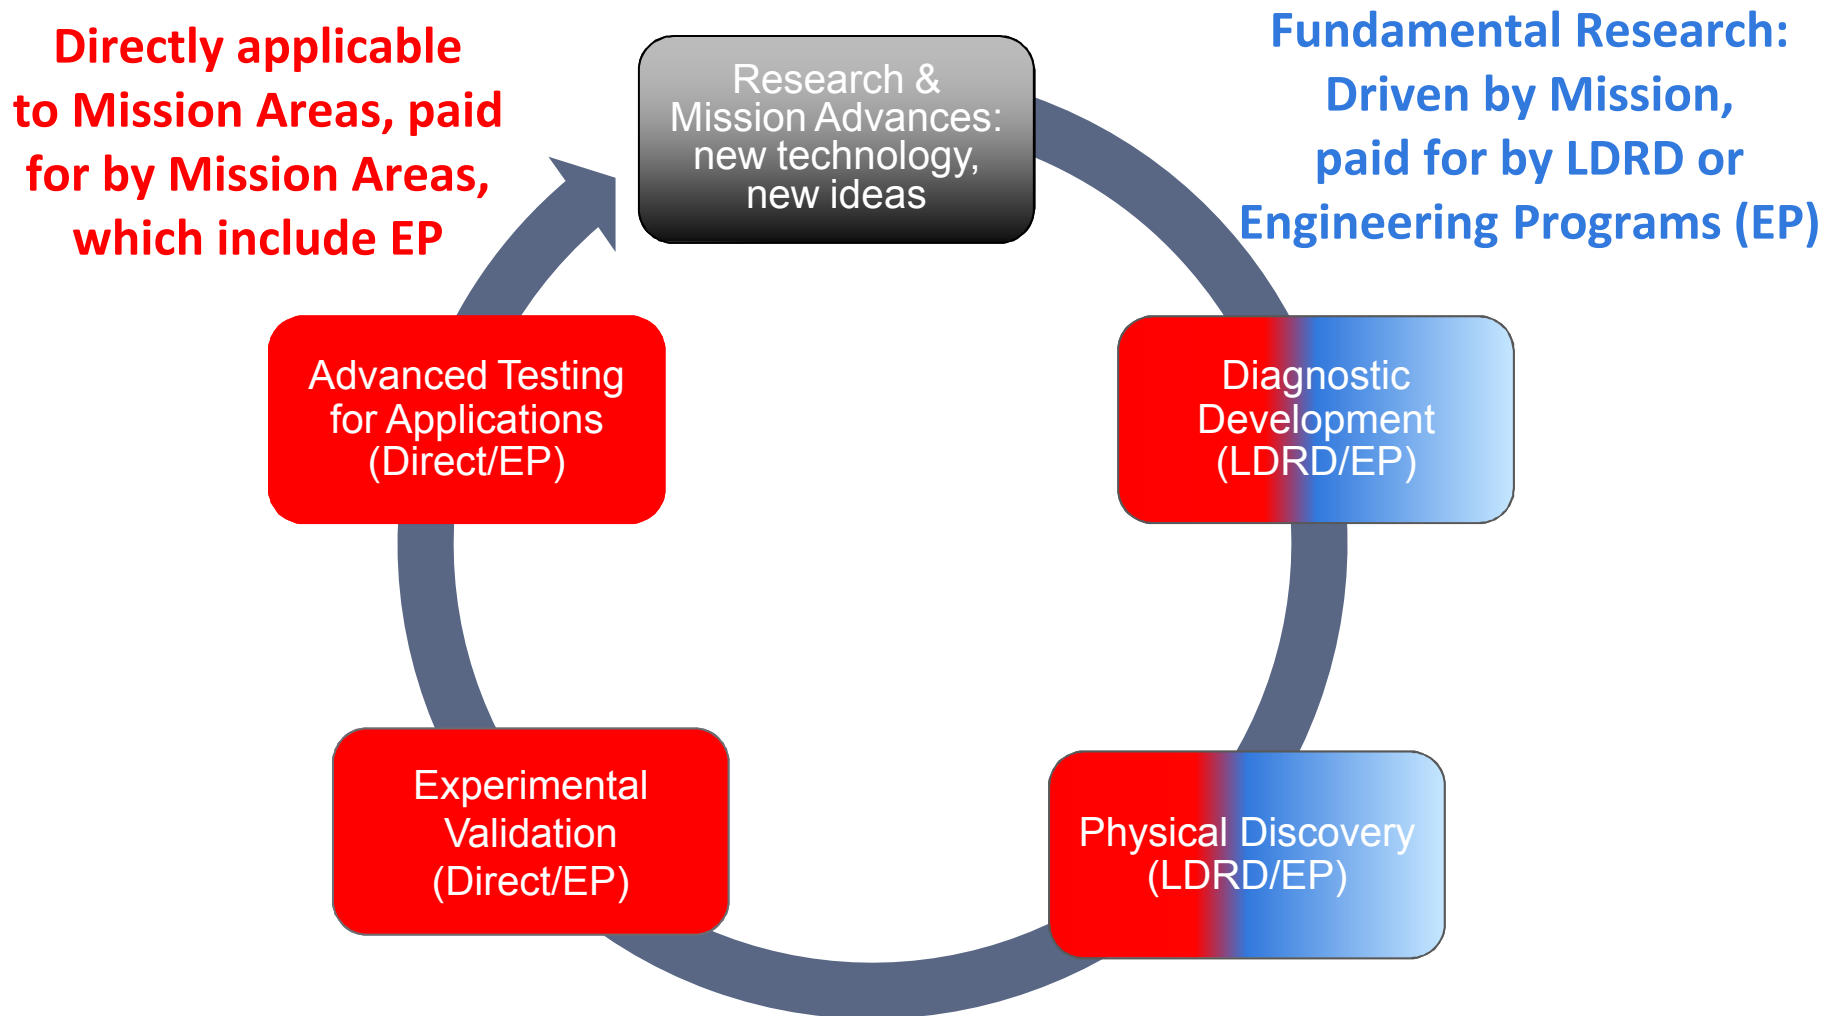 Directly applicable
to Mission Areas, paid
for by Mission Areas,
which include EP
Research &
Mission Advances:
new technology,
new ideas
Fundamental Research:
Driven by Mission,
paid for by LDRD or
Engineering Programs (EP)
Advanced Testing
for Applications
(Direct/EP)
Diagnostic
Development
(LDRD/EP)
Experimental
Validation
(Direct/EP)
Physical Discovery
(LDRD/EP)